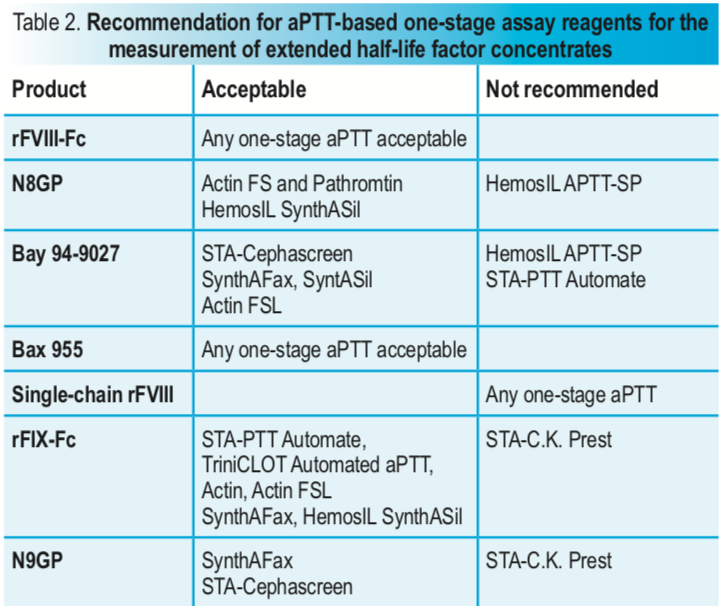 Table 2. Recommendation for aPTT-based one-stage assay reagents for the
measurement of extended half-life factor concentrates
Product Acceptable Not recommended
rFVIII-Fc Any one-stage aPTT acceptable
N8GP Actin FS and Pathromtin HemosIL APTT-SP
HemosIL SynthASil
Bay 94-9027 STA-Cephascreen HemosIL APTT-SP
SynthAFax, SyntASil STA-PTT Automate
Actin FSL
Bax 955 Any one-stage aPTT acceptable
Single-chain rFVIII Any one-stage aPTT
rFIX-Fc STA-PTT Automate, STA-C.K. Prest
TriniCLOT Automated aPTT,
Actin, Actin FSL
SynthAFax, HemosIL SynthASil
N9GP SynthAFax STA-C.K. Prest
STA-Cephascreen